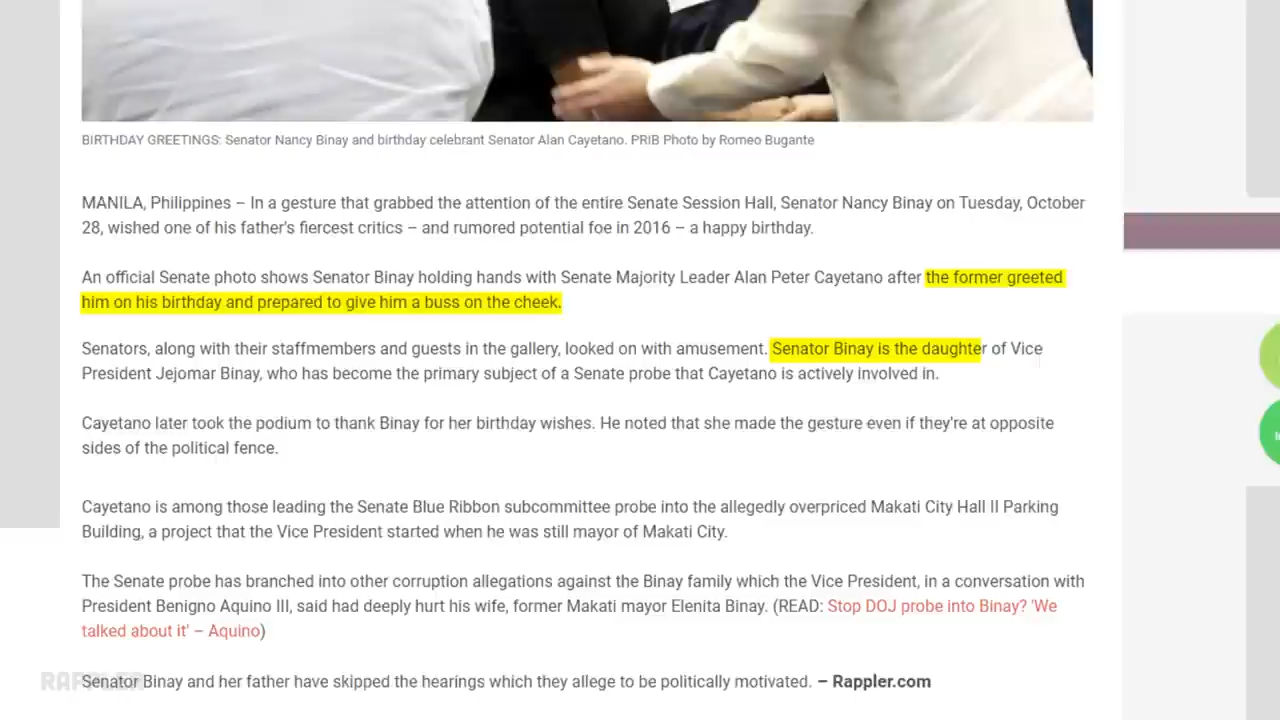 BIRTHDAY GREETINGS: Senator Nancy Binay and birthday celebrant Senator Alan Cayetano. PRIB Photo by Romeo Bugante
MANILA, Philippines – In a gesture that grabbed the attention of the entire Senate Session Hall, Senator Nancy Binay on Tuesday, October
28, wished one of his father's fiercest critics – and rumored potential foe in 2016 – a happy birthday.
An official Senate photo shows Senator Binay holding hands with Senate Majority Leader Alan Peter Cayetano after the former greeted
him on his birthday and prepared to give him a buss on the cheek.
Senators, along with their staffmembers and guests in the gallery, looked on with amusement. Senator Binay is the daughter of Vice
President Jejomar Binay, who has become the primary subject of a Senate probe that Cayetano is actively involved in.
Cayetano later took the podium to thank Binay for her birthday wishes. He noted that she made the gesture even if they're at opposite
sides of the political fence.
Cayetano is among those leading the Senate Blue Ribbon subcommittee probe into the allegedly overpriced Makati City Hall II Parking
Building, a project that the Vice President started when he was still mayor of Makati City.
The Senate probe has branched into other corruption allegations against the Binay family which the Vice President, in a conversation with
President Benigno Aquino III, said had deeply hurt his wife, former Makati mayor Elenita Binay. (READ: Stop DOJ probe into Binay? 'We
talked about it' – Aquino)
RAPPLER
Senator Binay and her father have skipped the hearings which they allege to be politically motivated. – Rappler.com